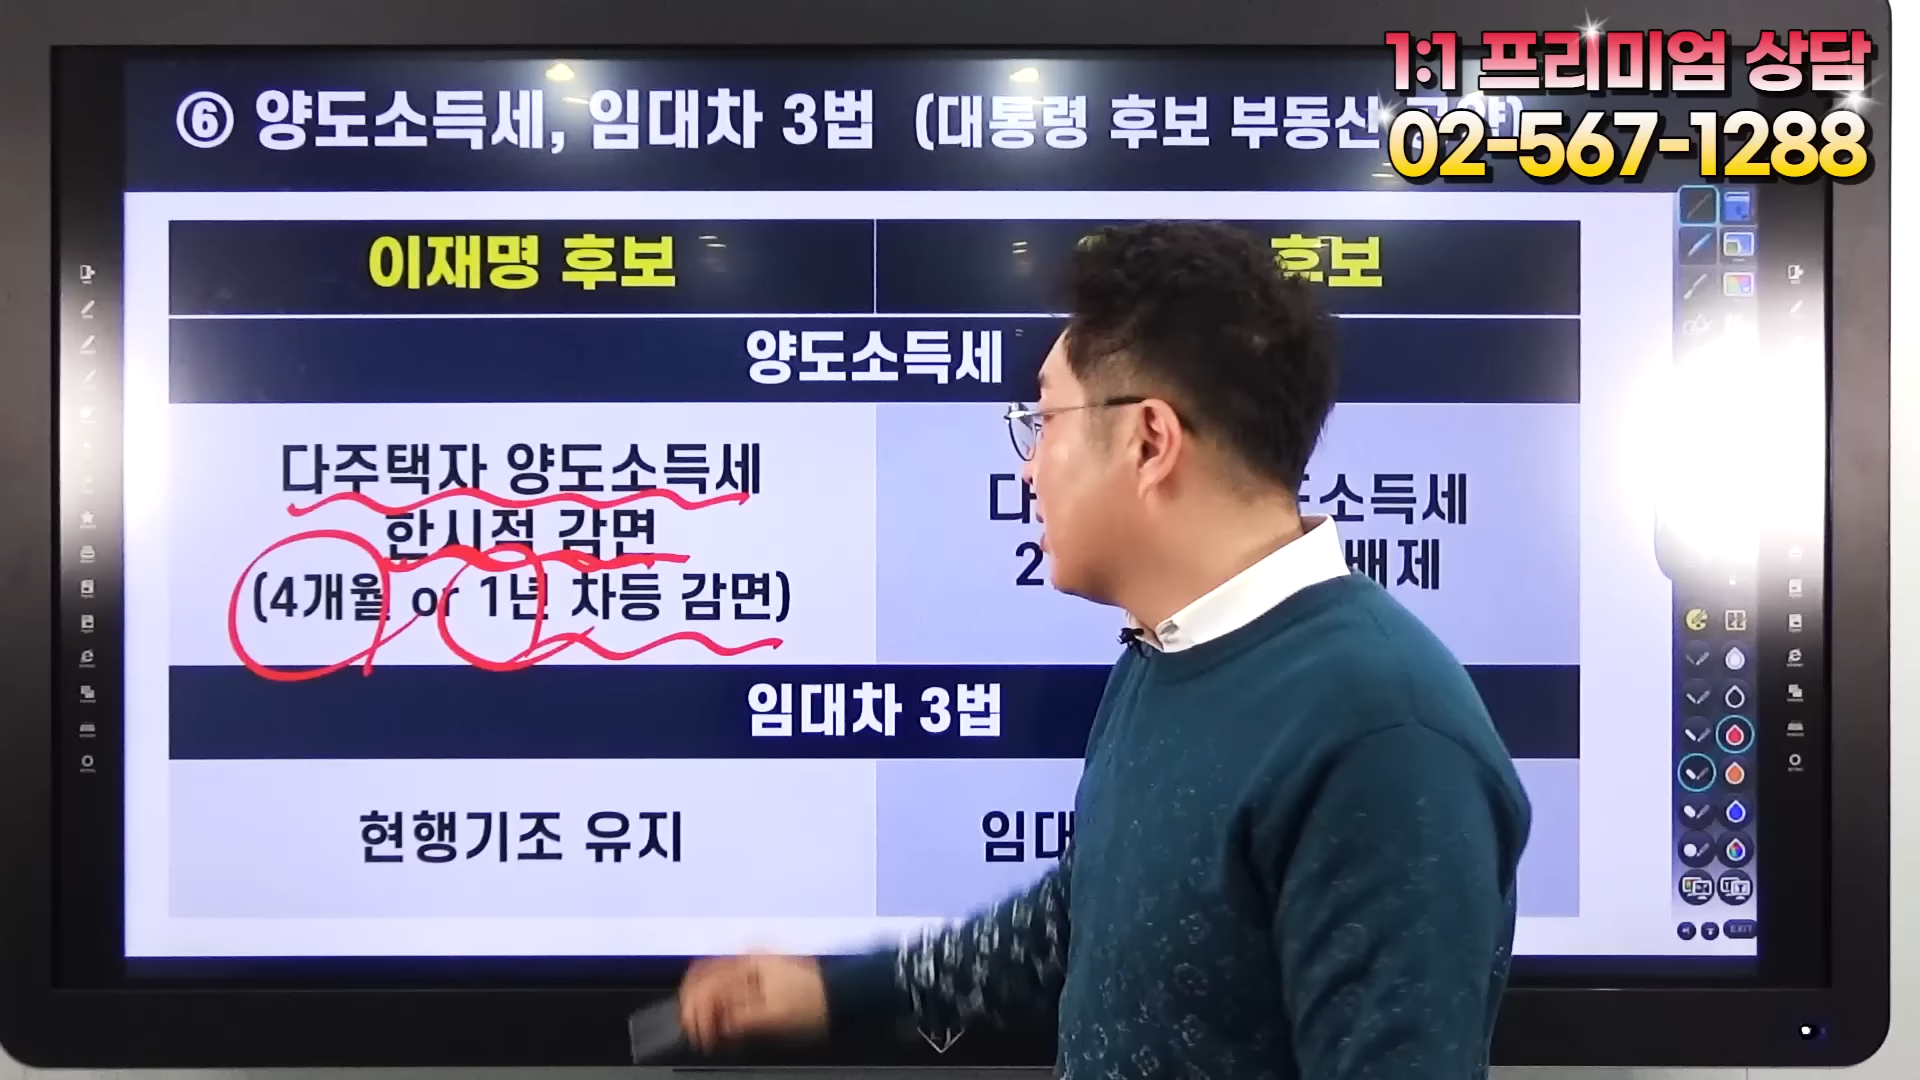 1:1 프리미엄 상담
02-567-1288
⑥ 양도소득세, 임대차 3법 (대통령 후보 부동산
이재명 후보
후보
양도소득세
다주택자 양도소득세
한시적 감면
(4개월 or 1년 차등 감면)
소득세
2
배제
임대차 3법
현행기조 유지
임대
EXIT